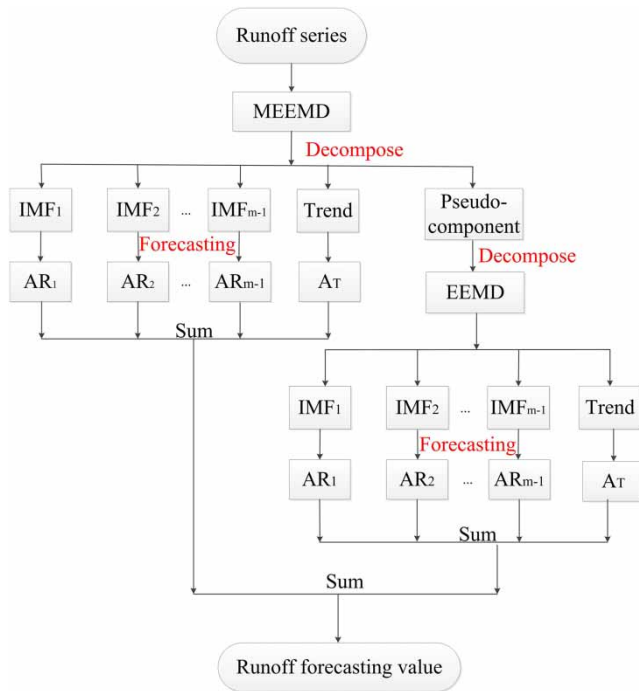 Runoff series
MEEMD
Decompose
IMF1 IMF2 ... IMFm-1 Trend Pseudo-
component
Forecasting Decompose
AR1 AR2 ... ARm-1 AT EEMD
Sum
IMF1 IMF2 ... IMFm-1 Trend
Forecasting
AR1 AR2 ... ARm-1 AT
Sum
Sum
Runoff forecasting value